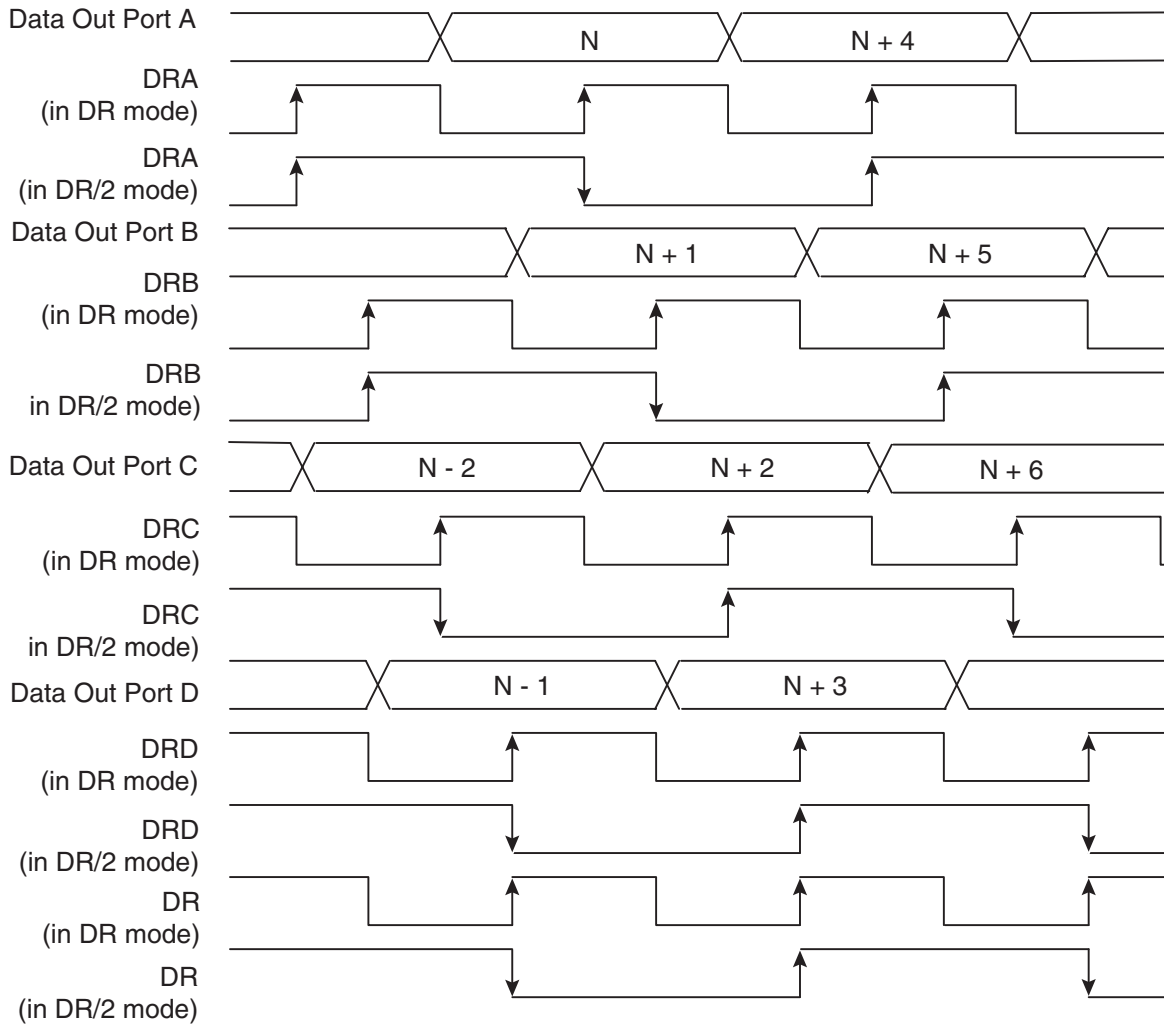 Data Out Port A
N
N + 4
DRA
(in DR mode)
DRA
(in DR/2 mode)
Data Out Port B
N + 1
N + 5
DRB
(in DR mode)
DRB
in DR/2 mode)
Data Out Port C
N - 2
N + 2
N + 6
DRC
(in DR mode)
DRC
in DR/2 mode)
Data Out Port D
N - 1
N + 3
DRD
(in DR mode)
DRD
(in DR/2 mode)
DR
(in DR mode)
DR
(in DR/2 mode)